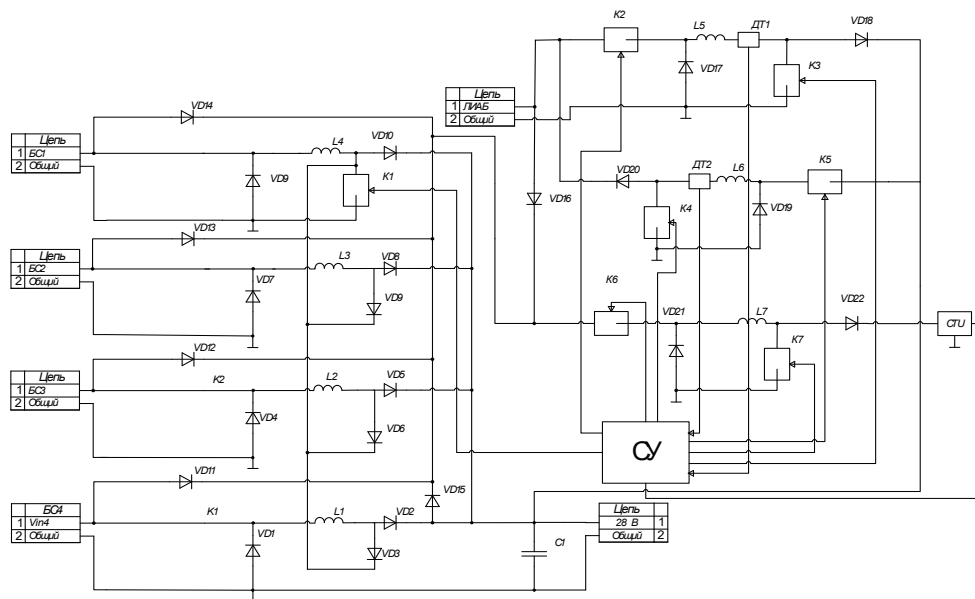 K2
L5
ДТ1
VD18
VD17
K3
Цепь
1 ЛИАБ
2 Общий
VD14
Цепь
1 БС1
2 Общий
L4
VD10
VD9
K1
VD20
ДТ2
L6
K5
VD16
K4
VD19
VD13
Цепь
1 БС2
2 Общий
L3
VD8
VD7
VD9
K6
VD21
L7
VD22
СТU
K7
VD12
Цепь
1 БС3
2 Общий
K2
L2
VD5
VD4
VD6
СУ
VD11
VD15
БС4
1 Vin4
2 Общий
K1
L1
VD2
VD1
VD3
C1
Цепь
28 В 1
Общий 2